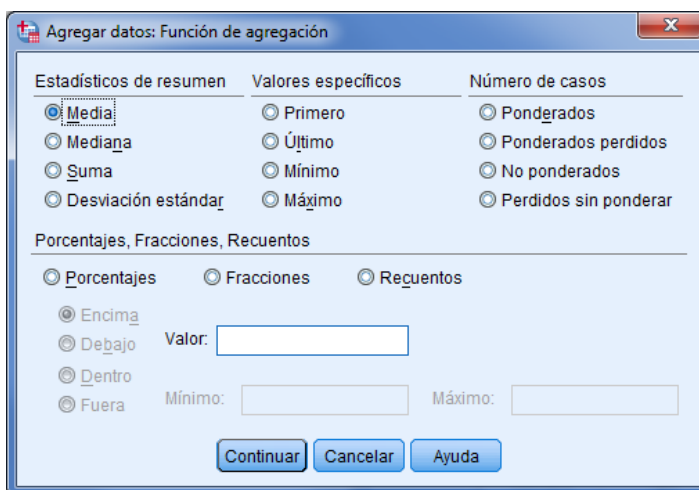 Agregar datos: Función de agregación
Estadísticos de resumen Valores específicos Número de casos
Media Primero Ponderados
Mediana Último Ponderados perdidos
Suma Mínimo No ponderados
Desviación estándar Máximo Perdidos sin ponderar
Porcentajes, Fracciones, Recuentos
Porcentajes Fracciones Recuentos
Encima
Debajo Valor:
Dentro
Fuera Mínimo: Máximo:
Continuar Cancelar Ayuda